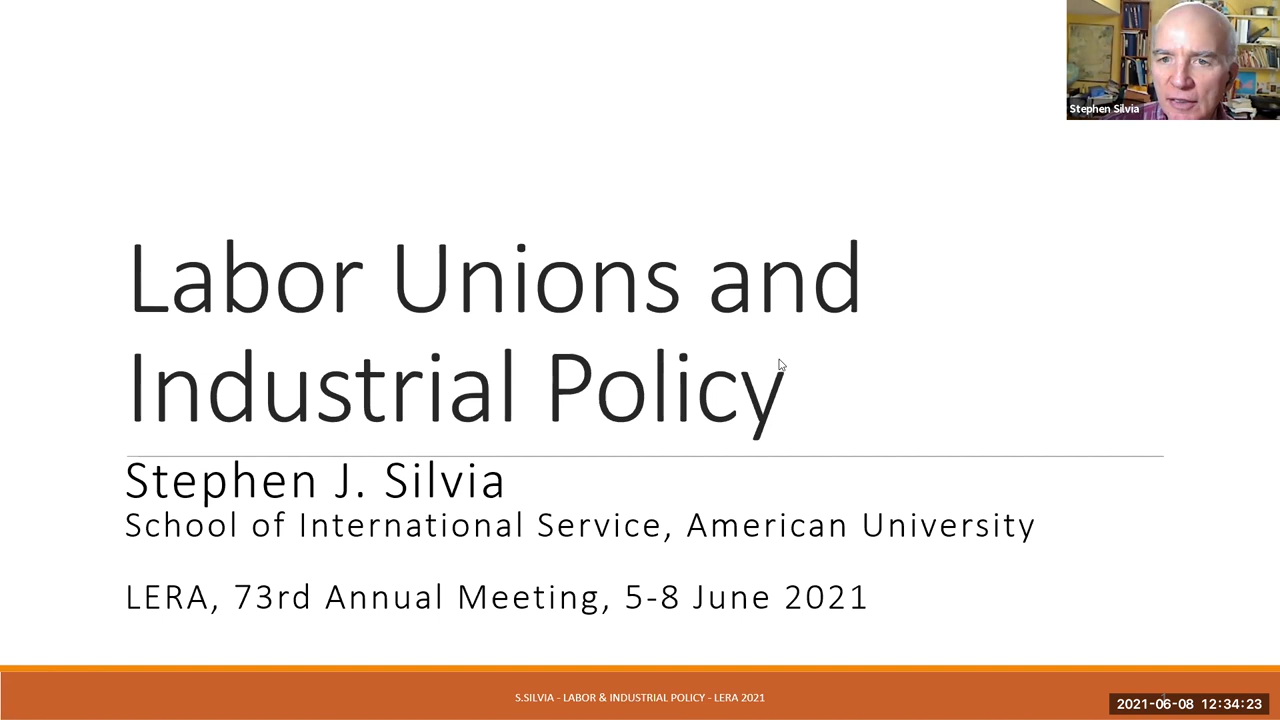 Stephen Silvia
Labor Unions and
Industrial Policy
Stephen J. Silvia
School of International Service, American University
LERA, 73rd Annual Meeting, 5-8 June 2021
S.SILVIA - LABOR & INDUSTRIAL POLICY - LERA 2021
2021-06-08 12:34:23